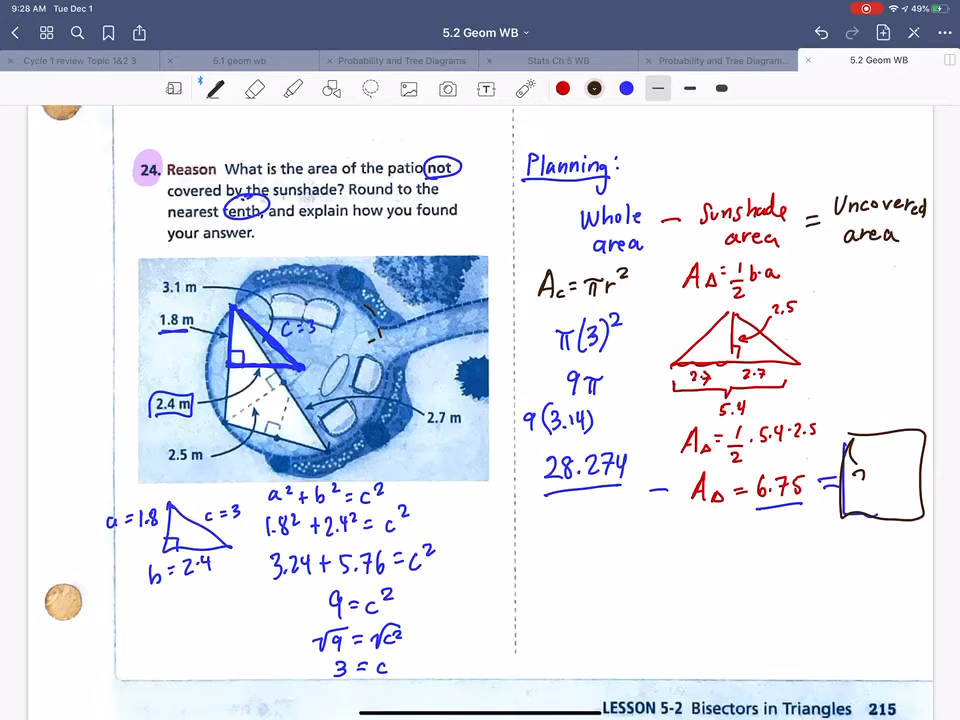 9:28 AM Tue Dec 1
49%
5.2 Geom WB
Cycle 1 review Topic 1&2 3
5.1 geom wb
Probability and Tree Diagrams
Stats Ch 5 WB
Probability and Tree Diagram...
5.2 Geom WB
24. Reason What is the area of the patio not
covered by the sunshade? Round to the
nearest tenth, and explain how you found
your answer.
3.1 m
1.8 m
c=3
2.4 m
2.7 m
2.5 m
a=1.8
c=3
b=2.4
a²+b²=c²
1.8²+2.4²=c²
3.24+5.76=c²
9=c²
√9=√c²
3=c
Planning:
Whole area − Sunshade area = Uncovered area
A_C=πr²
π(3)²
9π
9(3.14)
28.274
A_Δ=1/2 b·a
2.5
2.7 2.7
5.4
A_Δ=1/2·5.4·2.5
− A_Δ=6.75 =
LESSON 5-2 Bisectors in Triangles 215